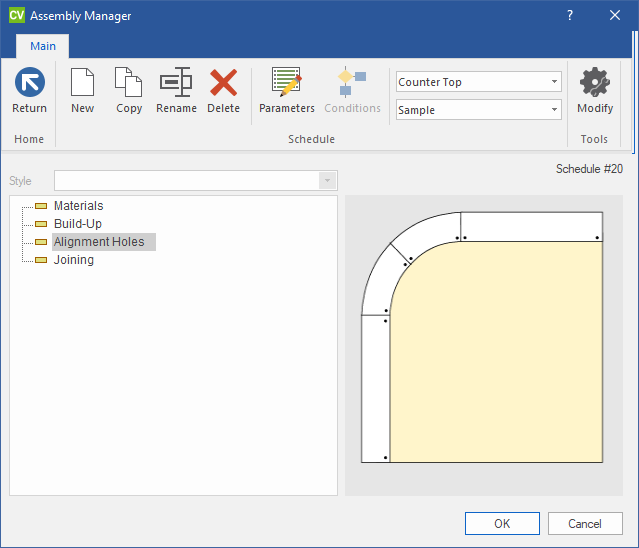 CV Assembly Manager ?
Main
Return New Copy Rename Delete Parameters Conditions Modify
Counter Top
Sample
Home Schedule Tools
Schedule #20
Style
Materials
Build-Up
Alignment Holes
Joining
OK Cancel